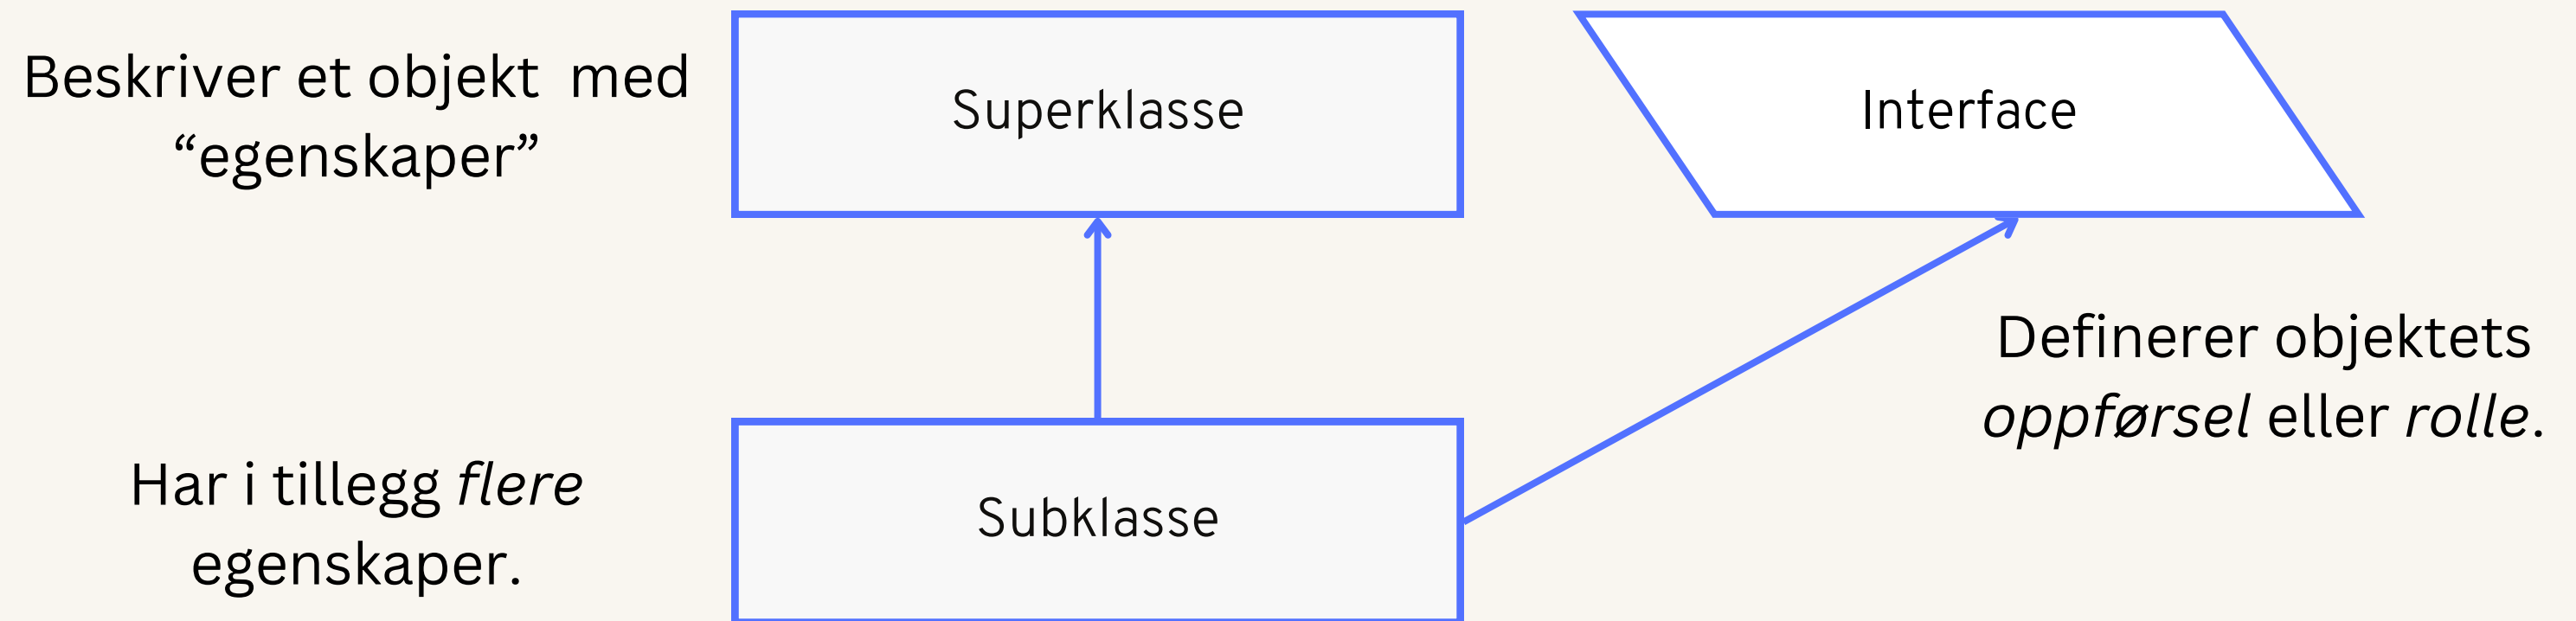 Beskriver et objekt med
“egenskaper”
Superklasse
Interface
Definerer objektets
oppførsel eller rolle.
Har i tillegg flere
egenskaper.
Subklasse